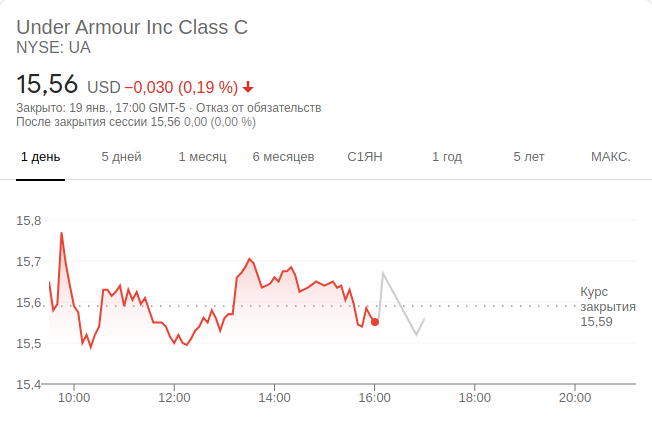 Under Armour Inc Class C
NYSE: UA
15,56 USD −0,030 (0,19 %)
Закрыто: 19 янв., 17:00 GMT-5 · Отказ от обязательств
После закрытия сессии 15,56 0,00 (0,00 %)
1 день 5 дней 1 месяц 6 месяцев С1ЯН 1 год 5 лет МАКС.
15,8
15,7
15,6
15,5
15,4
Курс
закрытия
15,59
10:00 12:00 14:00 16:00 18:00 20:00